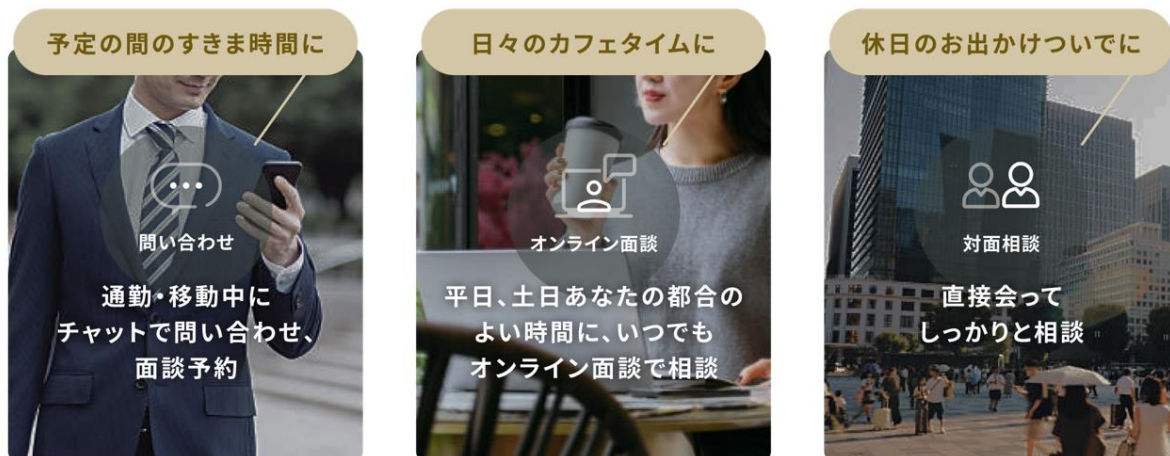 予定の間のすきま時間に
問い合わせ
通勤・移動中に
チャットで問い合わせ、
面談予約
日々のカフェタイムに
オンライン面談
平日、土日あなたの都合の
よい時間に、いつでも
オンライン面談で相談
休日のお出かけついでに
対面相談
直接会って
しっかりと相談